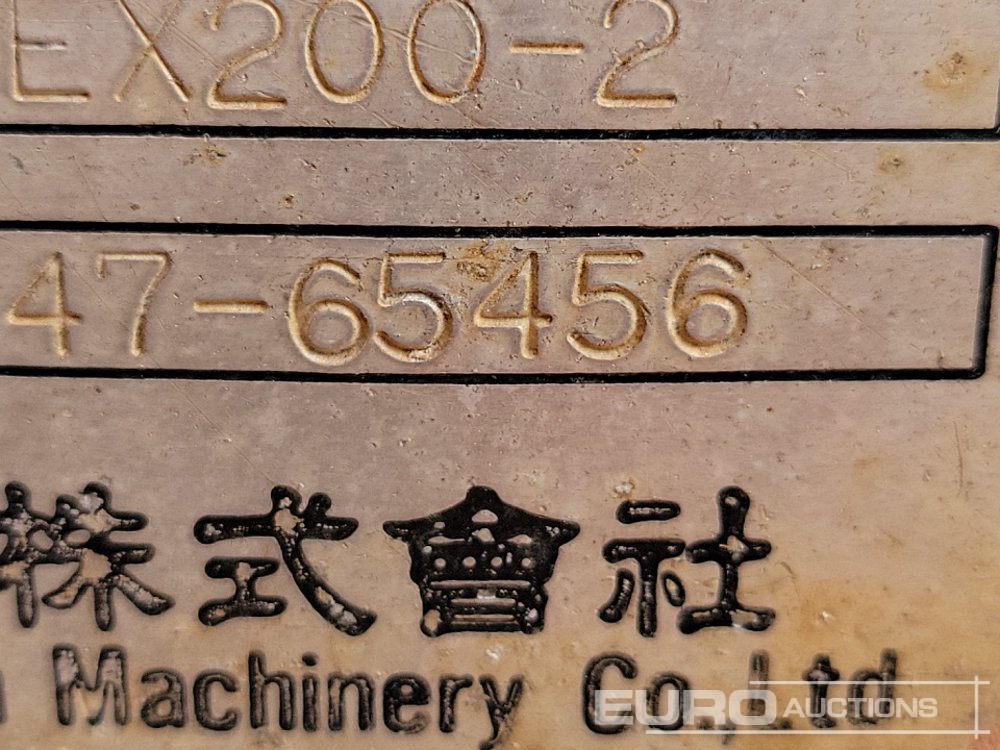 EX200-2
47-65456
株式會社
Machinery Co.,Ltd
EURO AUCTIONS